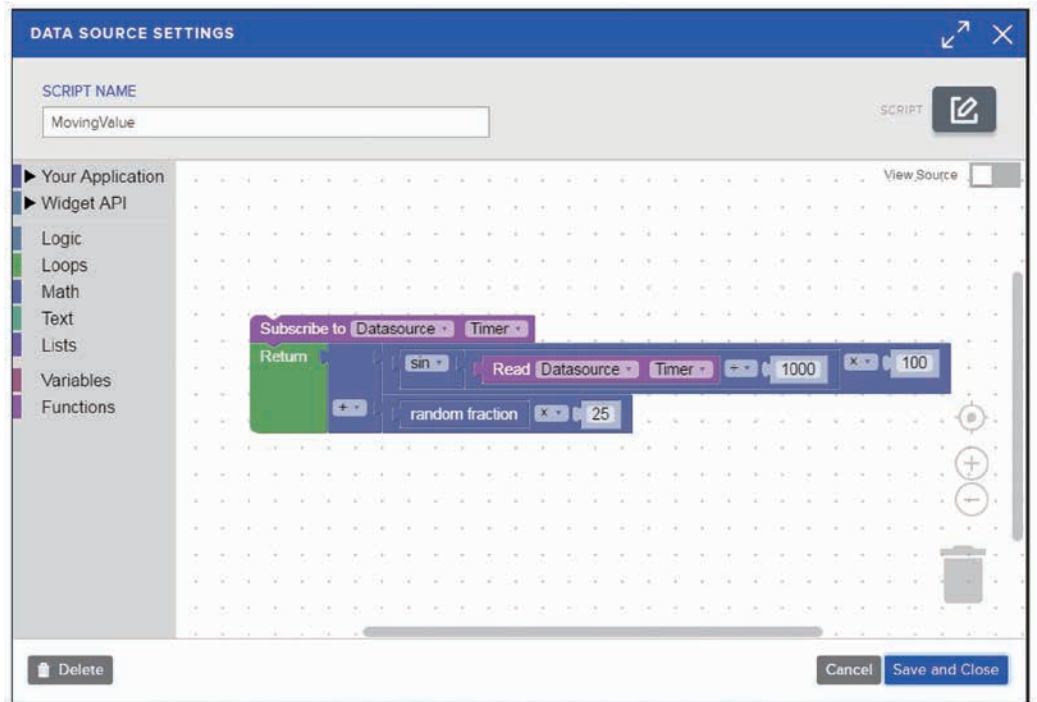 DATA SOURCE SETTINGS
SCRIPT NAME
MovingValue
SCRIPT
Your Application
Widget API
Logic
Loops
Math
Text
Lists
Variables
Functions
View Source
Subscribe to Datasource Timer
Return sin Read Datasource Timer ÷ 1000 × 100
+ random fraction × 25
Delete
Cancel Save and Close